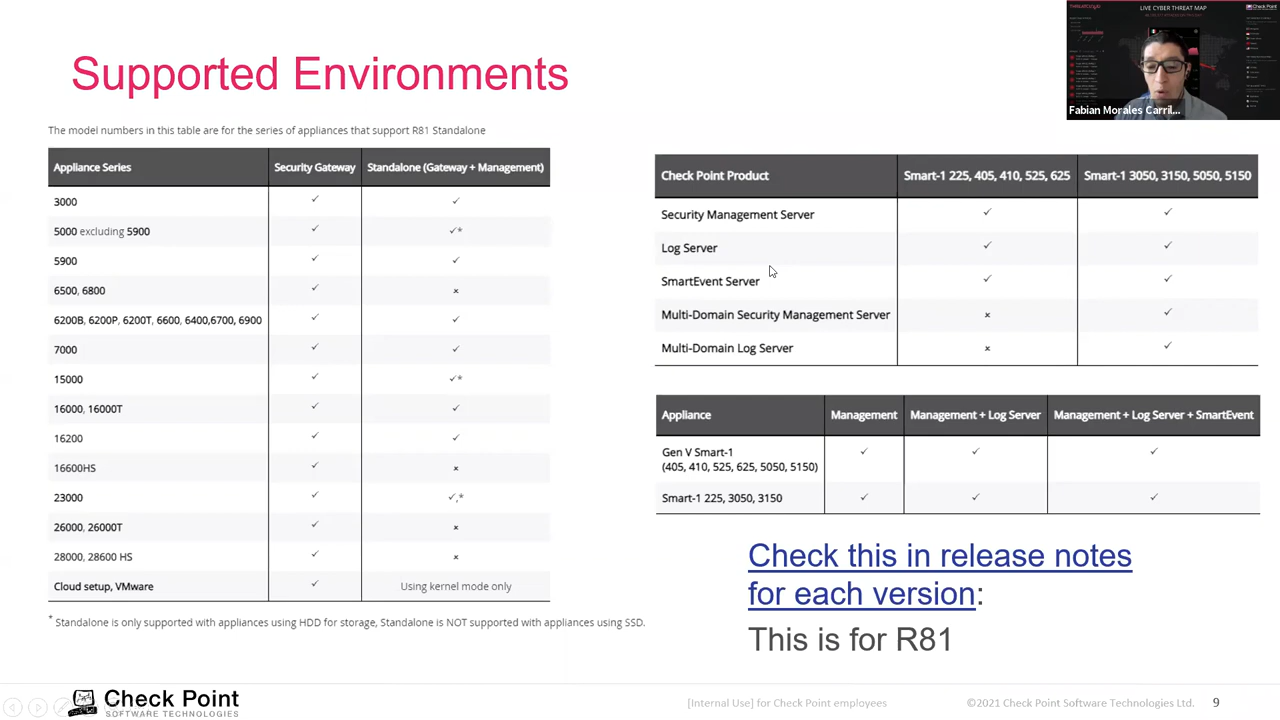 LIVE CYBER THREAT MAP
Check Point
Fabian Morales Carril...
Supported Environments
The model numbers in this table are for the series of appliances that support R81 Standalone
Appliance Series Security Gateway Standalone (Gateway + Management)
3000 ✓ ✓
5000 excluding 5900 ✓ ✓*
5900 ✓ ✓
6500, 6800 ✓ ×
6200B, 6200P, 6200T, 6600, 6400,6700, 6900 ✓ ✓
7000 ✓ ✓
15000 ✓ ✓*
16000, 16000T ✓ ✓
16200 ✓ ✓
16600HS ✓ ×
23000 ✓ ✓,*
26000, 26000T ✓ ×
28000, 28600 HS ✓ ×
Cloud setup, VMware ✓ Using kernel mode only
* Standalone is only supported with appliances using HDD for storage, Standalone is NOT supported with appliances using SSD.
Check Point Product Smart-1 225, 405, 410, 525, 625 Smart-1 3050, 3150, 5050, 5150
Security Management Server ✓ ✓
Log Server ✓ ✓
SmartEvent Server ✓ ✓
Multi-Domain Security Management Server × ✓
Multi-Domain Log Server × ✓
Appliance Management Management + Log Server Management + Log Server + SmartEvent
Gen V Smart-1
(405, 410, 525, 625, 5050, 5150) ✓ ✓ ✓
Smart-1 225, 3050, 3150 ✓ ✓ ✓
Check this in release notes
for each version:
This is for R81
Check Point
SOFTWARE TECHNOLOGIES
[Internal Use] for Check Point employees
©2021 Check Point Software Technologies Ltd.
9